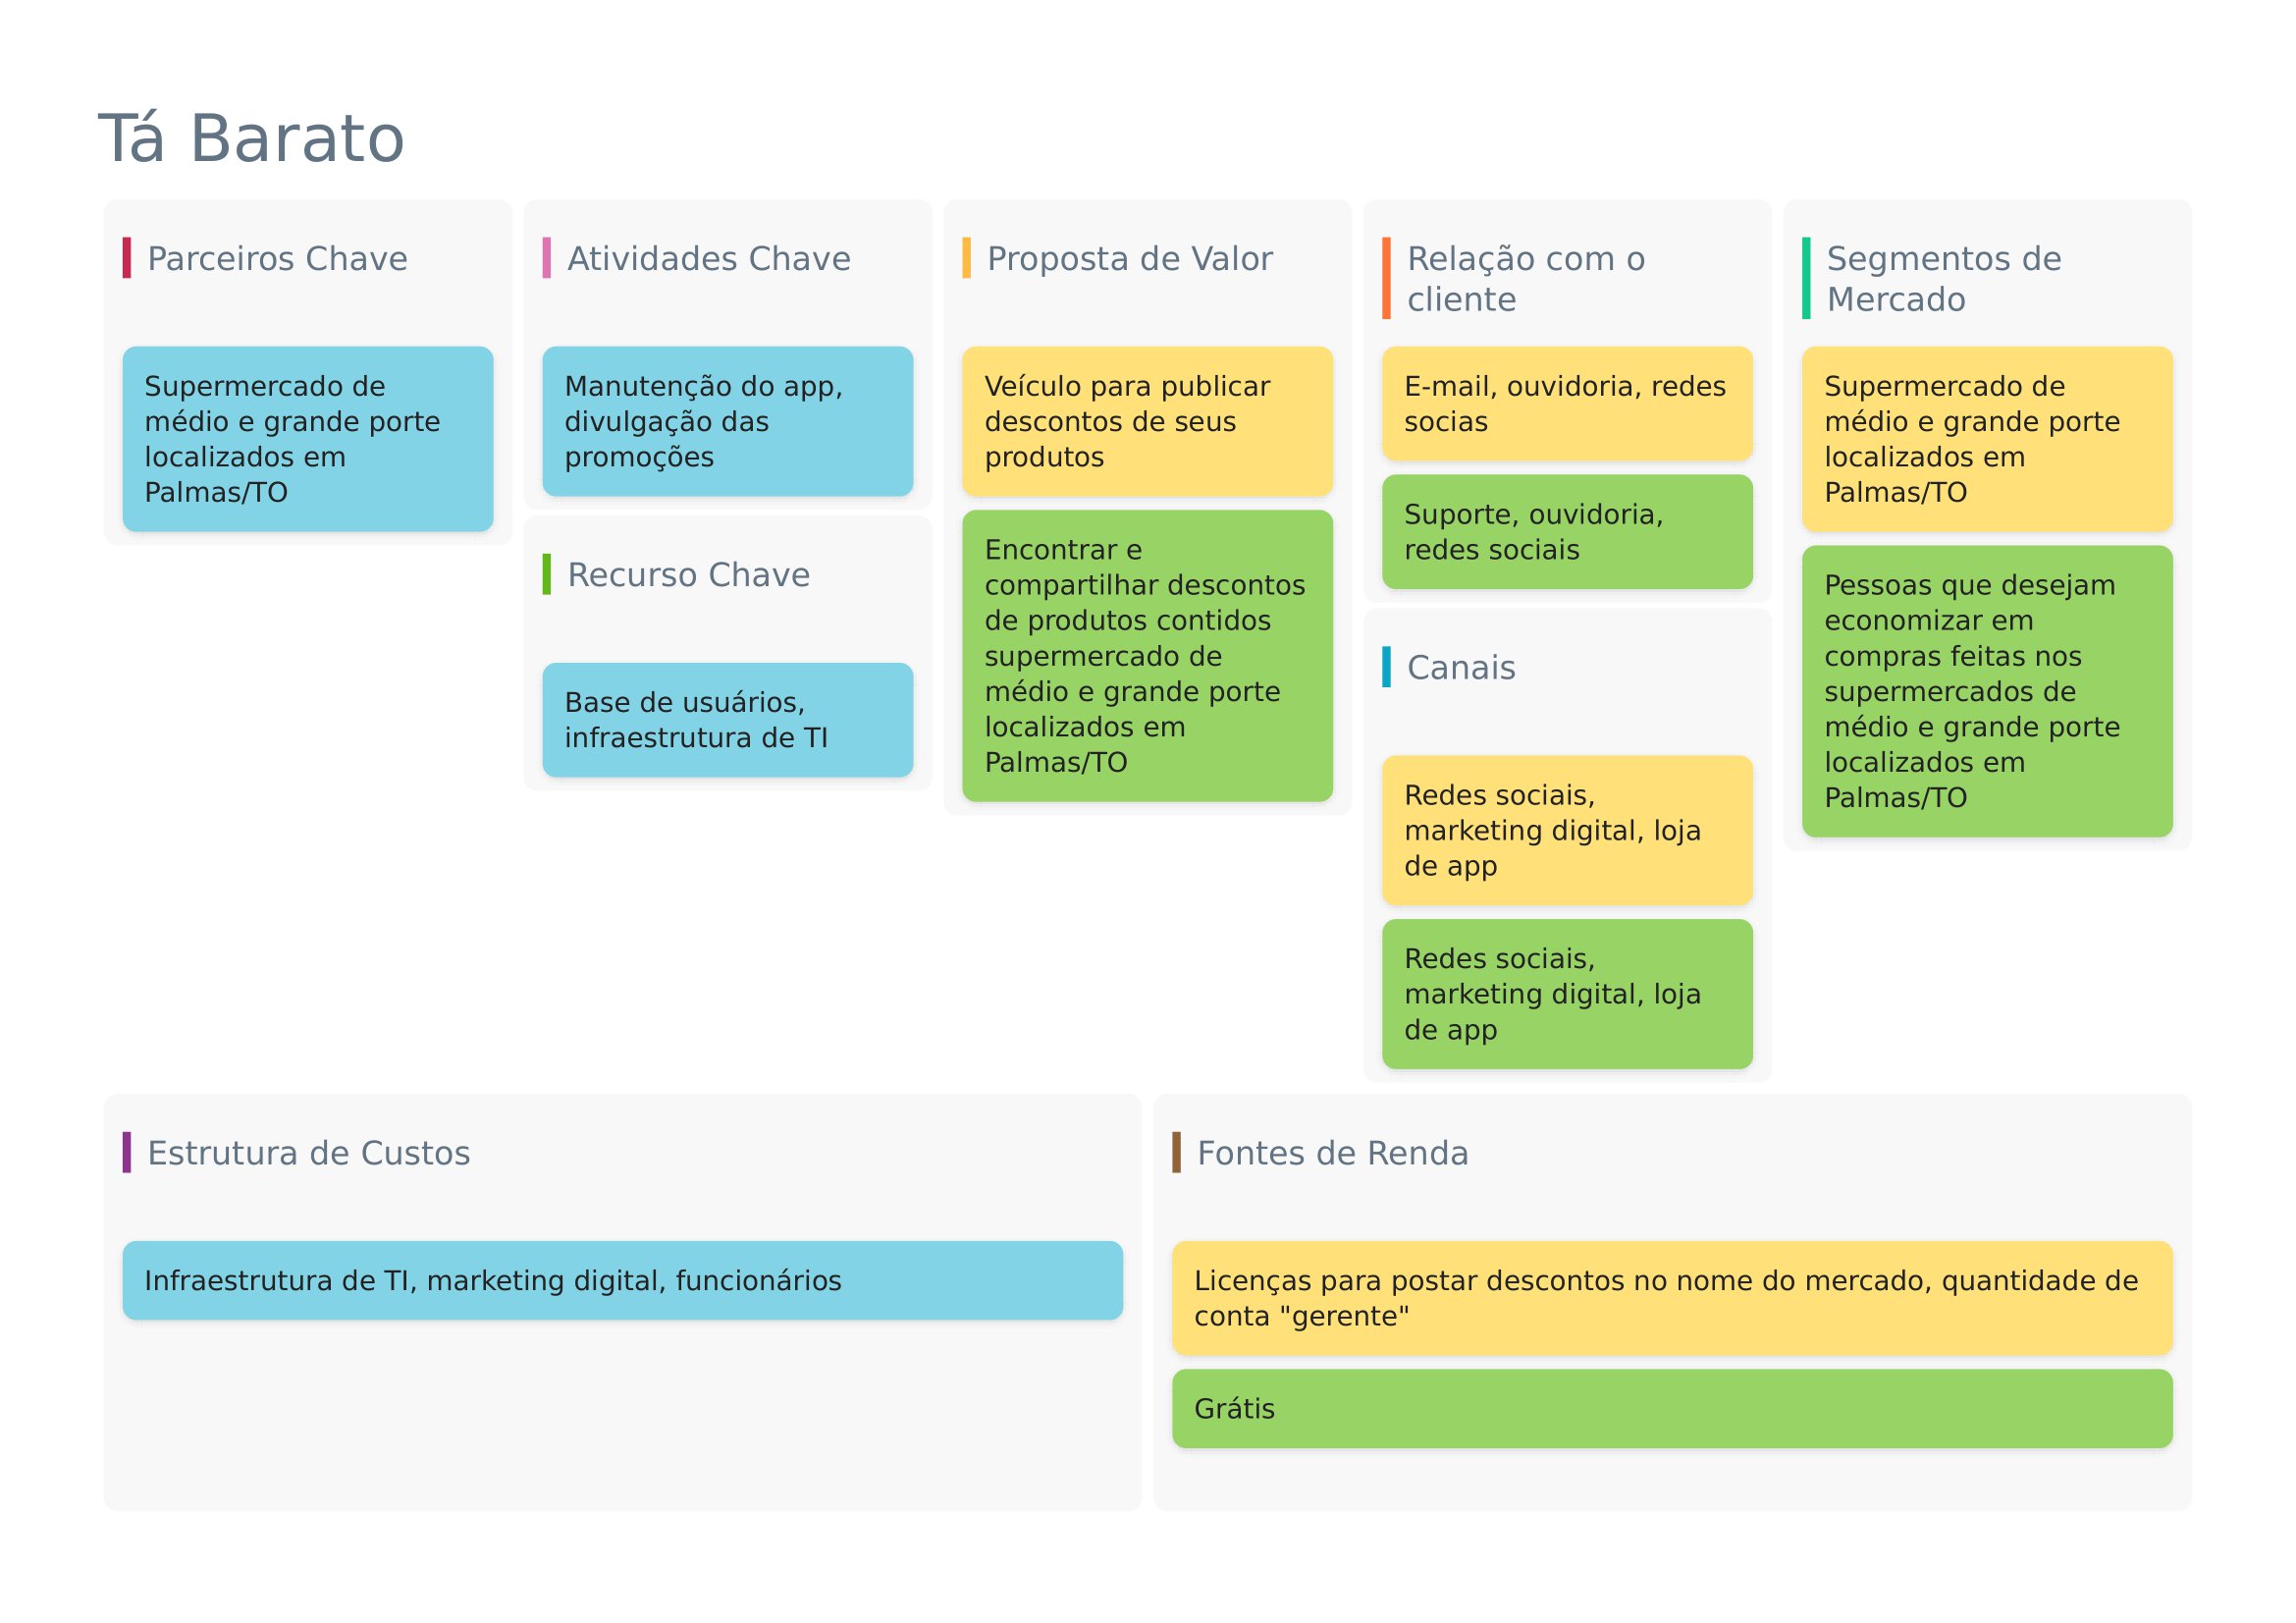 Tá Barato
Parceiros Chave
Supermercado de
médio e grande porte
localizados em
Palmas/TO
Atividades Chave
Manutenção do app,
divulgação das
promoções
Recurso Chave
Base de usuários,
infraestrutura de TI
Proposta de Valor
Veículo para publicar
descontos de seus
produtos
Encontrar e
compartilhar descontos
de produtos contidos
supermercado de
médio e grande porte
localizados em
Palmas/TO
Relação com o
cliente
E-mail, ouvidoria, redes
socias
Suporte, ouvidoria,
redes sociais
Canais
Redes sociais,
marketing digital, loja
de app
Redes sociais,
marketing digital, loja
de app
Segmentos de
Mercado
Supermercado de
médio e grande porte
localizados em
Palmas/TO
Pessoas que desejam
economizar em
compras feitas nos
supermercados de
médio e grande porte
localizados em
Palmas/TO
Estrutura de Custos
Infraestrutura de TI, marketing digital, funcionários
Fontes de Renda
Licenças para postar descontos no nome do mercado, quantidade de
conta "gerente"
Grátis